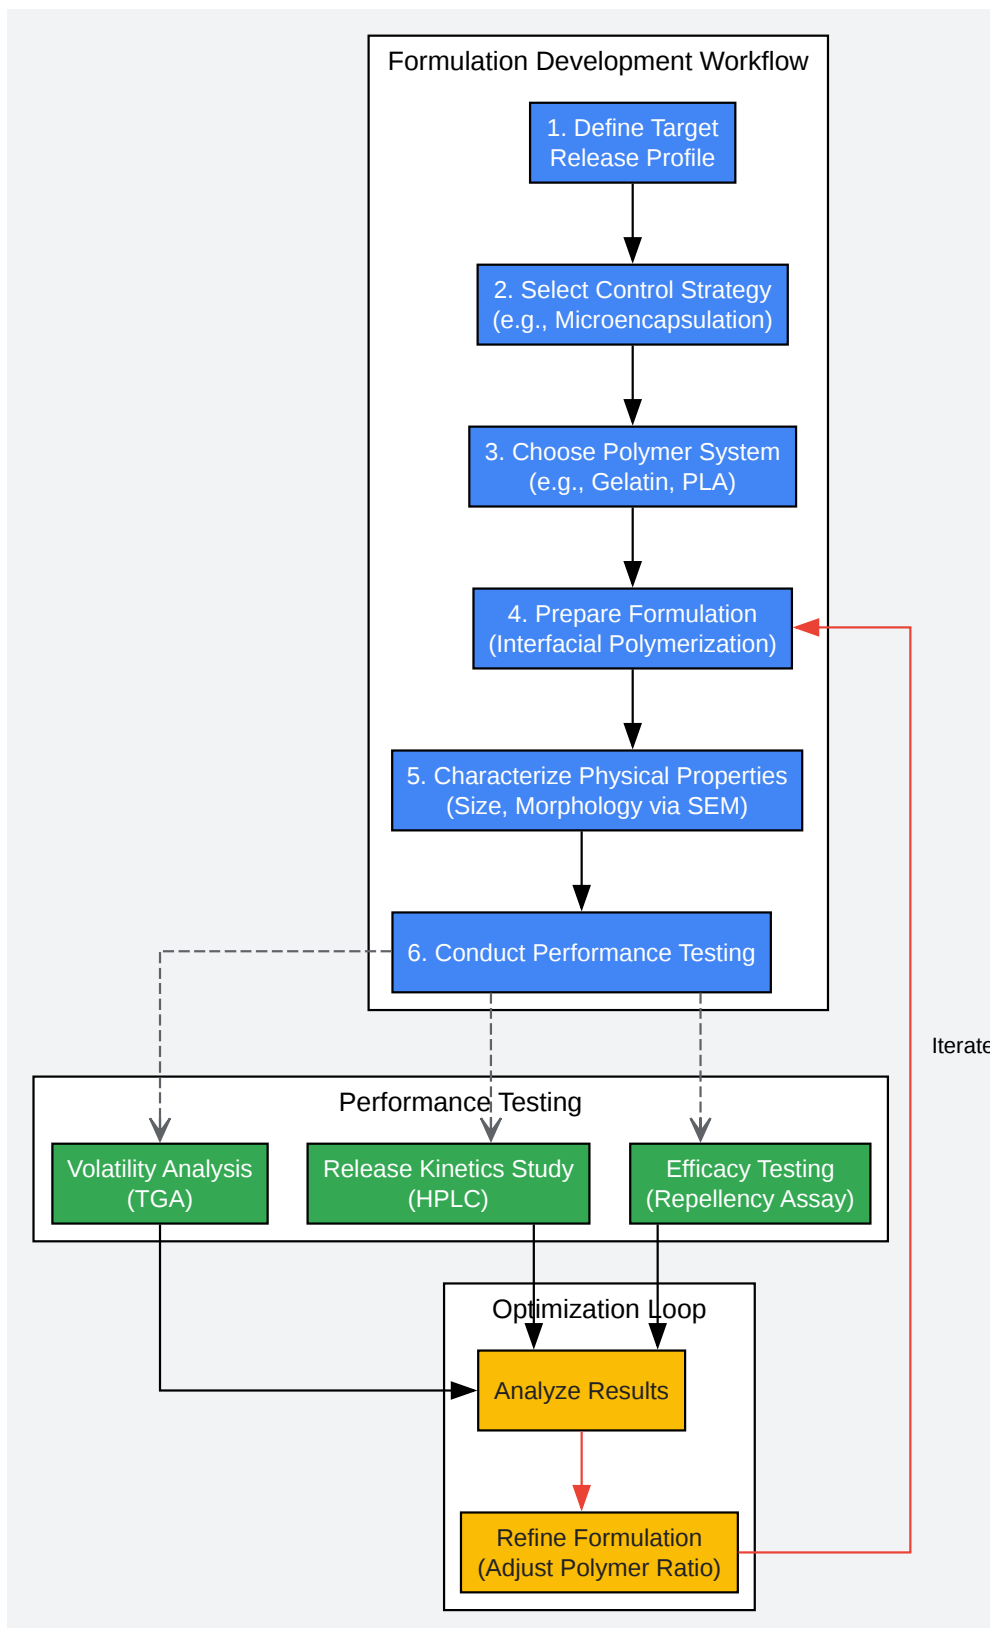 Formulation Development Workflow
1. Define Target
Release Profile
2. Select Control Strategy
(e.g., Microencapsulation)
3. Choose Polymer System
(e.g., Gelatin, PLA)
4. Prepare Formulation
(Interfacial Polymerization)
5. Characterize Physical Properties
(Size, Morphology via SEM)
6. Conduct Performance Testing
Iterate
Performance Testing
Volatility Analysis
(TGA)
Release Kinetics Study
(HPLC)
Efficacy Testing
(Repellency Assay)
Optimization Loop
Analyze Results
Refine Formulation
(Adjust Polymer Ratio)